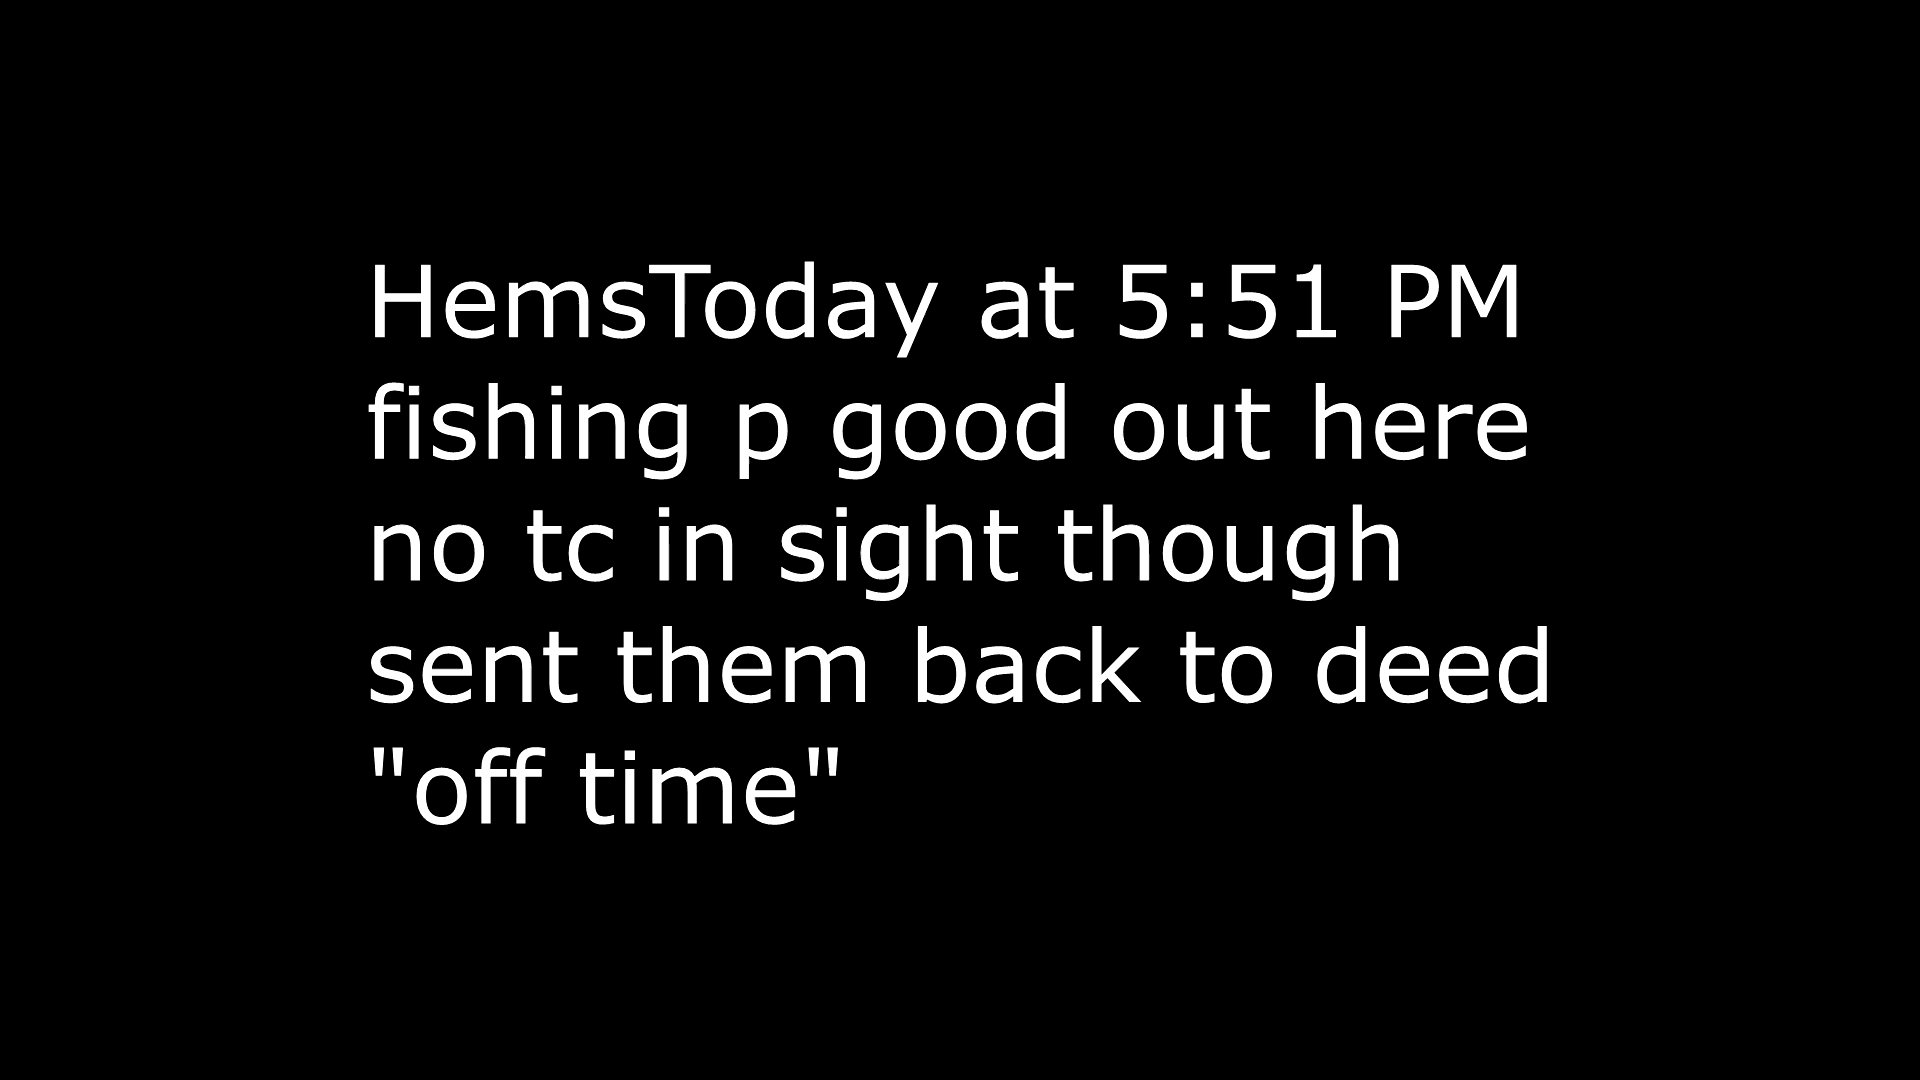 HemsToday at 5:51 PM
fishing p good out here
no tc in sight though
sent them back to deed
"off time"